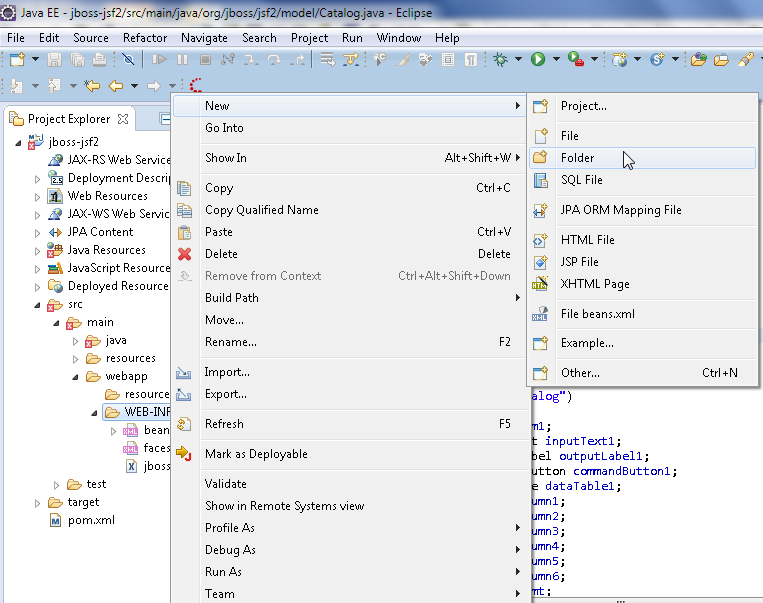 Java EE - jboss-jsf2/src/main/java/org/jboss/jsf2/model/Catalog.java - Eclipse
File Edit Source Refactor Navigate Search Project Run Window Help
Project Explorer
jboss-jsf2
JAX-RS Web Service
Deployment Descrip
Web Resources
JAX-WS Web Servic
JPA Content
Java Resources
JavaScript Resource
Deployed Resource
src
main
java
resources
webapp
resource
WEB-INF
bean
faces
jboss
test
target
pom.xml
New
Go Into
Show In Alt+Shift+W
Copy Ctrl+C
Copy Qualified Name
Paste Ctrl+V
Delete Delete
Remove from Context Ctrl+Alt+Shift+Down
Build Path
Move...
Rename... F2
Import...
Export...
Refresh F5
Mark as Deployable
Validate
Show in Remote Systems view
Profile As
Debug As
Run As
Team
Project...
File
Folder
SQL File
JPA ORM Mapping File
HTML File
JSP File
XHTML Page
File beans.xml
Example...
Other... Ctrl+N
alog")
m1;
t inputText1;
bel outputLabel1;
utton commandButton1;
e dataTable1;
umn1;
umn2;
umn3;
umn4;
umn5;
umn6;
mt;